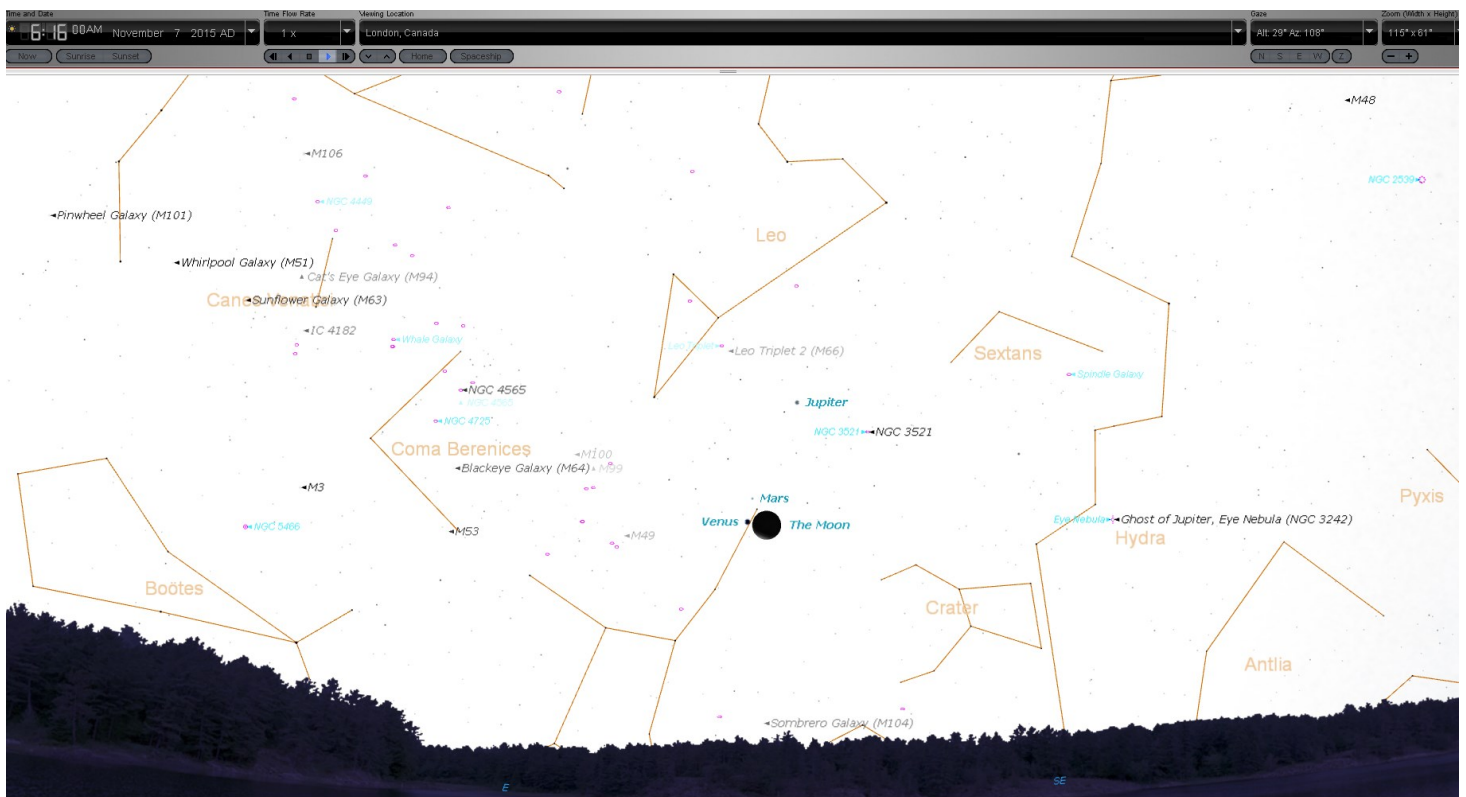 Time and Date
Time Flow Rate
Viewing Location
Gaze
Zoom (Width x Height)
6:16 00AM November 7 2015 AD
1 x
London, Canada
Alt: 29° Az: 108°
115° x 61°
Now
Sunrise
Sunset
Home
Spaceship
N S E W Z
M48
M106
NGC 2539
NGC 4449
Pinwheel Galaxy (M101)
Leo
Whirlpool Galaxy (M51)
Cat's Eye Galaxy (M94)
Sunflower Galaxy (M63)
IC 4182
Whale Galaxy
Leo Triplet
Leo Triplet 2 (M66)
Sextans
Spindle Galaxy
NGC 4565
NGC 4565
Jupiter
NGC 4725
NGC 3521
NGC 3521
Coma Berenices
M100
Blackeye Galaxy (M64)
M99
M3
Mars
Pyxis
NGC 5466
Venus
The Moon
Eye Nebula
Ghost of Jupiter, Eye Nebula (NGC 3242)
M53
M49
Hydra
Boötes
Crater
Antlia
Sombrero Galaxy (M104)
E
SE